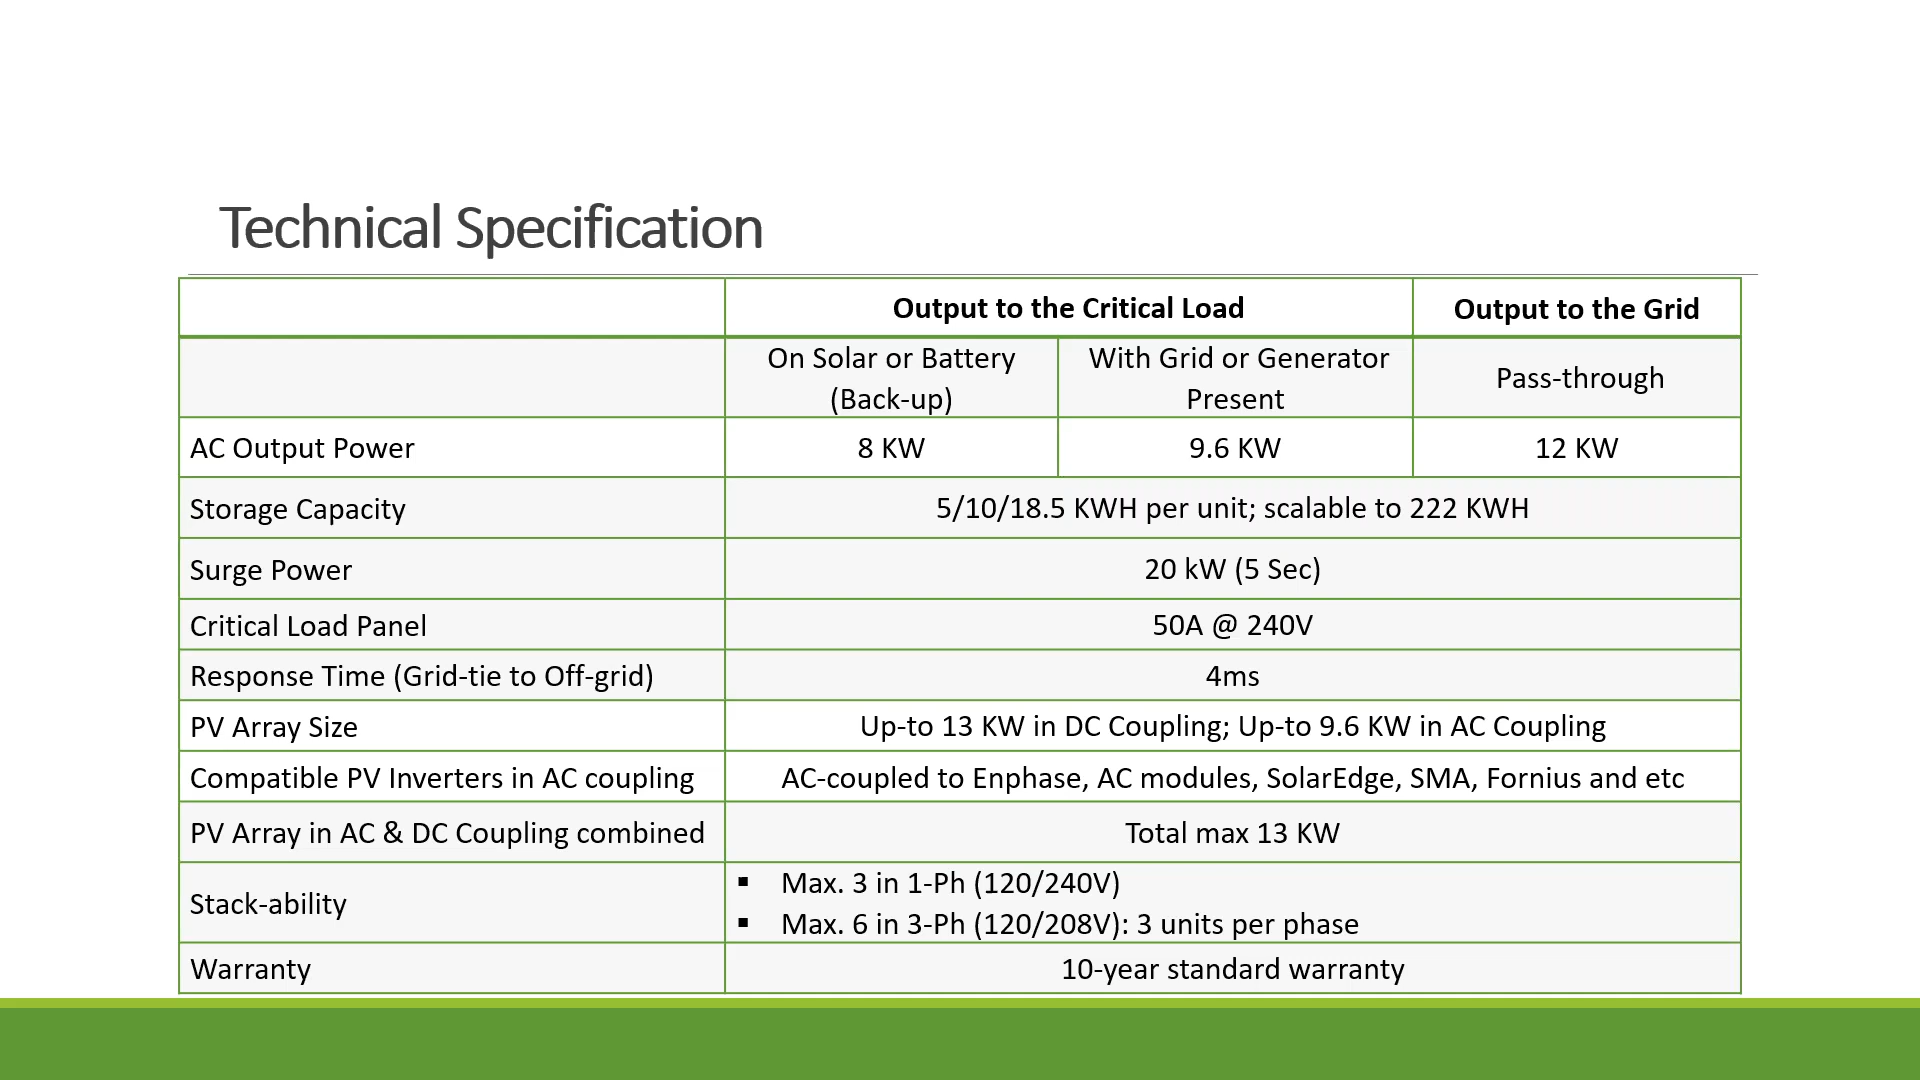 Technical Specification
Output to the Critical Load
Output to the Grid
On Solar or Battery
(Back-up)
With Grid or Generator
Present
Pass-through
AC Output Power
8 KW
9.6 KW
12 KW
Storage Capacity
5/10/18.5 KWH per unit; scalable to 222 KWH
Surge Power
20 kW (5 Sec)
Critical Load Panel
50A @ 240V
Response Time (Grid-tie to Off-grid)
4ms
PV Array Size
Up-to 13 KW in DC Coupling; Up-to 9.6 KW in AC Coupling
Compatible PV Inverters in AC coupling
AC-coupled to Enphase, AC modules, SolarEdge, SMA, Fornius and etc
PV Array in AC & DC Coupling combined
Total max 13 KW
Stack-ability
▪ Max. 3 in 1-Ph (120/240V)
▪ Max. 6 in 3-Ph (120/208V): 3 units per phase
Warranty
10-year standard warranty